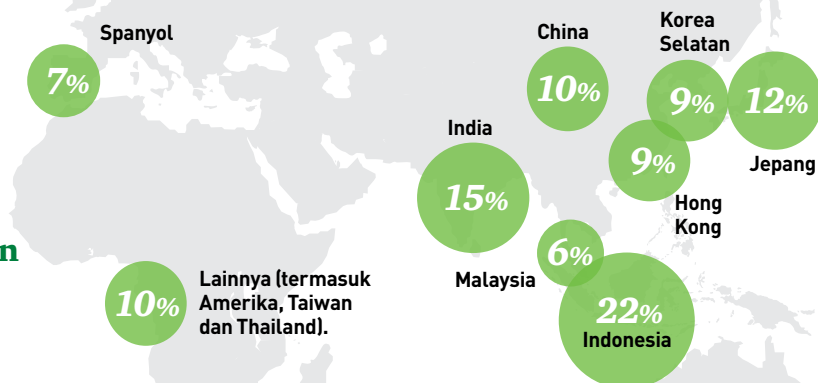 Spanyol
7%
China
10%
Korea
Selatan
9%
12%
Jepang
India
15%
9%
Hong
Kong
Malaysia
6%
22%
Indonesia
n
10%
Lainnya (termasuk
Amerika, Taiwan
dan Thailand).